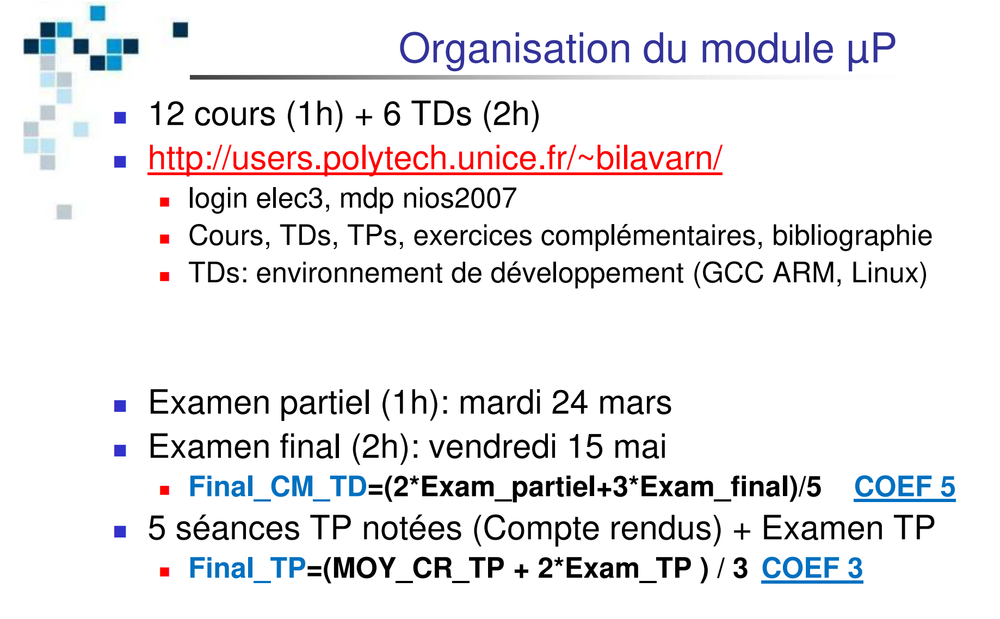 Organisation du module µP
12 cours (1h) + 6 TDs (2h)
http://users.polytech.unice.fr/~bilavarn/
login elec3, mdp nios2007
Cours, TDs, TPs, exercices complémentaires, bibliographie
TDs: environnement de développement (GCC ARM, Linux)
Examen partiel (1h): mardi 24 mars
Examen final (2h): vendredi 15 mai
Final_CM_TD=(2*Exam_partiel+3*Exam_final)/5 COEF 5
5 séances TP notées (Compte rendus) + Examen TP
Final_TP=(MOY_CR_TP + 2*Exam_TP ) / 3 COEF 3